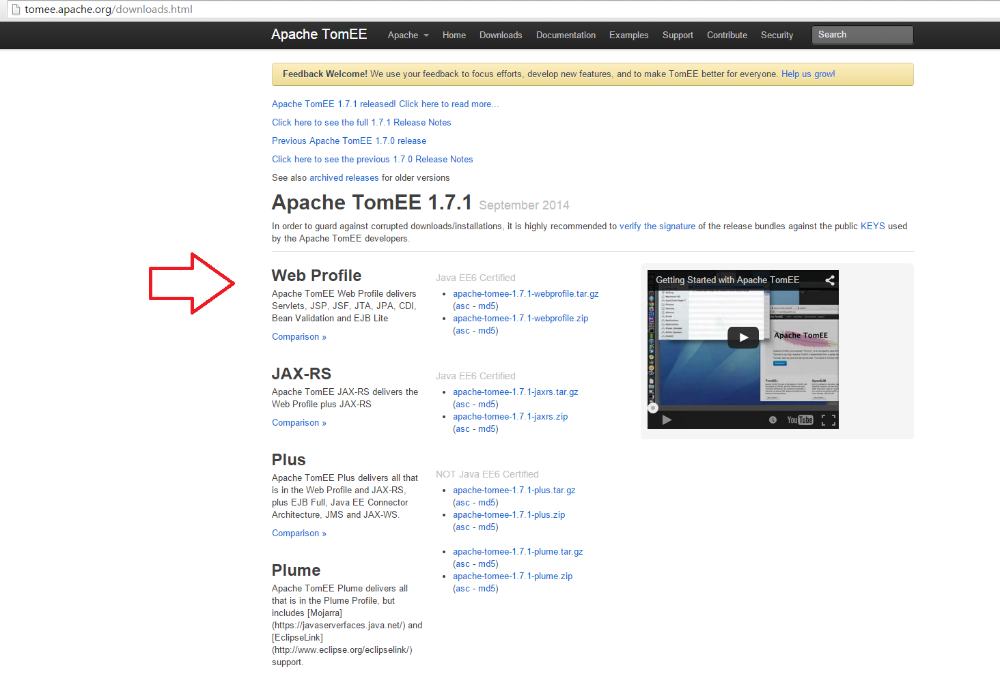 tomee.apache.org/downloads.html
Apache TomEE Apache Home Downloads Documentation Examples Support Contribute Security Search
Feedback Welcome! We use your feedback to focus efforts, develop new features, and to make TomEE better for everyone. Help us grow!
Apache TomEE 1.7.1 released! Click here to read more...
Click here to see the full 1.7.1 Release Notes
Previous Apache TomEE 1.7.0 release
Click here to see the previous 1.7.0 Release Notes
See also archived releases for older versions
Apache TomEE 1.7.1 September 2014
In order to guard against corrupted downloads/installations, it is highly recommended to verify the signature of the release bundles against the public KEYS used
by the Apache TomEE developers.
Web Profile
Apache TomEE Web Profile delivers
Servlets, JSP, JSF, JTA, JPA, CDI,
Bean Validation and EJB Lite
Comparison »
Java EE6 Certified
• apache-tomee-1.7.1-webprofile.tar.gz
(asc - md5)
• apache-tomee-1.7.1-webprofile.zip
(asc - md5)
Getting Started with Apache TomEE
Apache TomEE
YouTube
JAX-RS
Apache TomEE JAX-RS delivers the
Web Profile plus JAX-RS
Comparison »
Java EE6 Certified
• apache-tomee-1.7.1-jaxrs.tar.gz
(asc - md5)
• apache-tomee-1.7.1-jaxrs.zip
(asc - md5)
Plus
Apache TomEE Plus delivers all that
is in the Web Profile and JAX-RS,
plus EJB Full, Java EE Connector
Architecture, JMS and JAX-WS.
Comparison »
NOT Java EE6 Certified
• apache-tomee-1.7.1-plus.tar.gz
(asc - md5)
• apache-tomee-1.7.1-plus.zip
(asc - md5)
Plume
Apache TomEE Plume delivers all
that is in the Plume Profile, but
includes [Mojarra]
(https://javaserverfaces.java.net/) and
[EclipseLink]
(http://www.eclipse.org/eclipselink/)
support.
• apache-tomee-1.7.1-plume.tar.gz
(asc - md5)
• apache-tomee-1.7.1-plume.zip
(asc - md5)